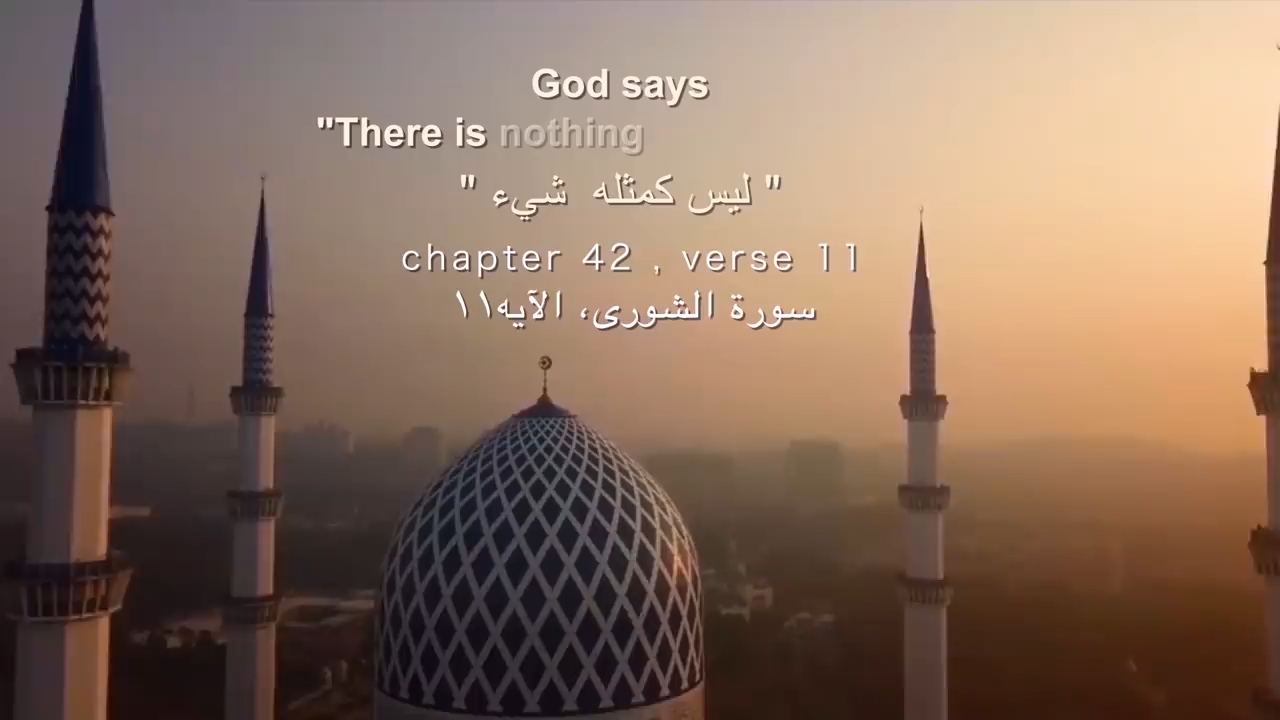 God says
"There is nothing
" ليس كمثله شيء "
chapter 42 , verse 11
سورة الشورى، الآيه١١